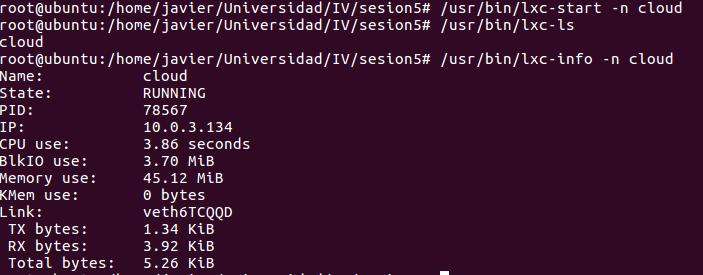 root@ubuntu:/home/javier/Universidad/IV/sesion5# /usr/bin/lxc-start -n cloud
root@ubuntu:/home/javier/Universidad/IV/sesion5# /usr/bin/lxc-ls
cloud
root@ubuntu:/home/javier/Universidad/IV/sesion5# /usr/bin/lxc-info -n cloud
Name:           cloud
State:          RUNNING
PID:            78567
IP:             10.0.3.134
CPU use:        3.86 seconds
BlkIO use:      3.70 MiB
Memory use:     45.12 MiB
KMem use:       0 bytes
Link:           veth6TCQQD
 TX bytes:      1.34 KiB
 RX bytes:      3.92 KiB
 Total bytes:   5.26 KiB